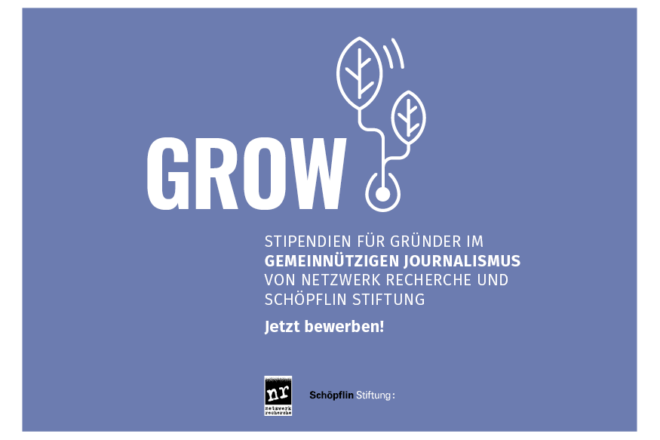 GROW
STIPENDIEN FÜR GRÜNDER IM
GEMEINNÜTZIGEN JOURNALISMUS
VON NETZWERK RECHERCHE UND
SCHÖPFLIN STIFTUNG
Jetzt bewerben!
nr
netzwerk
recherche
Schöpflin Stiftung: